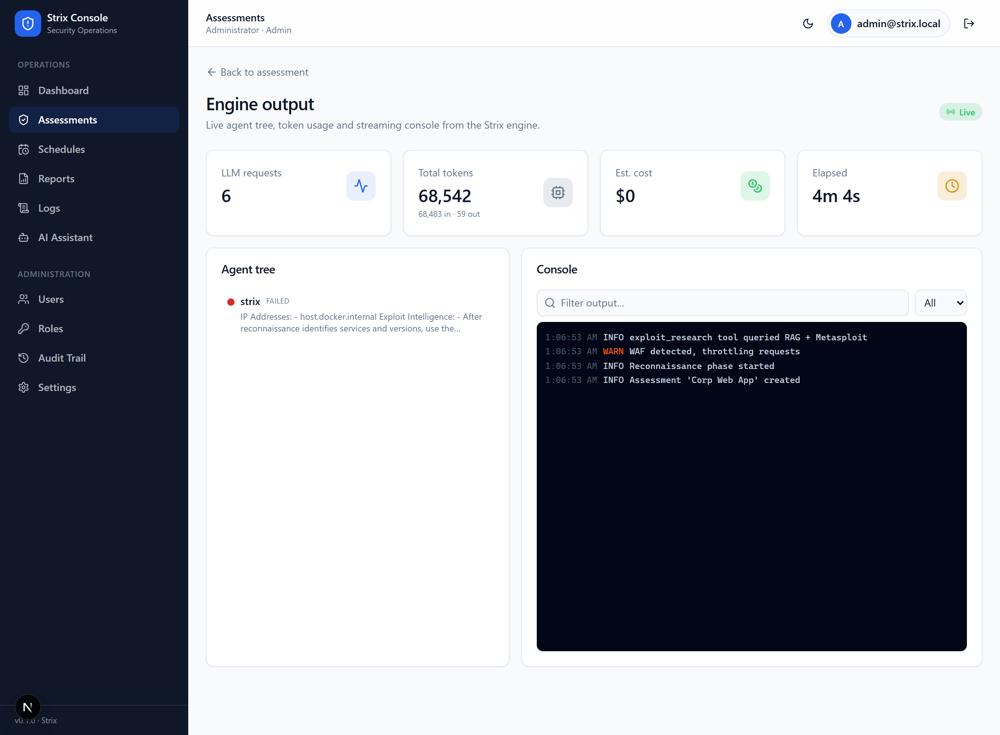 Strix Console
Security Operations
OPERATIONS
Dashboard
Assessments
Schedules
Reports
Logs
AI Assistant
ADMINISTRATION
Users
Roles
Audit Trail
Settings
N
v0.1.0 · Strix
Assessments
Administrator · Admin
A
admin@strix.local
Back to assessment
Engine output
Live agent tree, token usage and streaming console from the Strix engine.
Live
LLM requests
6
Total tokens
68,542
68,483 in · 59 out
Est. cost
$0
Elapsed
4m 4s
Agent tree
strix FAILED
IP Addresses: - host.docker.internal Exploit Intelligence: - After
reconnaissance identifies services and versions, use the...
Console
Filter output...
All
1:06:53 AM INFO exploit_research tool queried RAG + Metasploit
1:06:53 AM WARN WAF detected, throttling requests
1:06:53 AM INFO Reconnaissance phase started
1:06:53 AM INFO Assessment 'Corp Web App' created